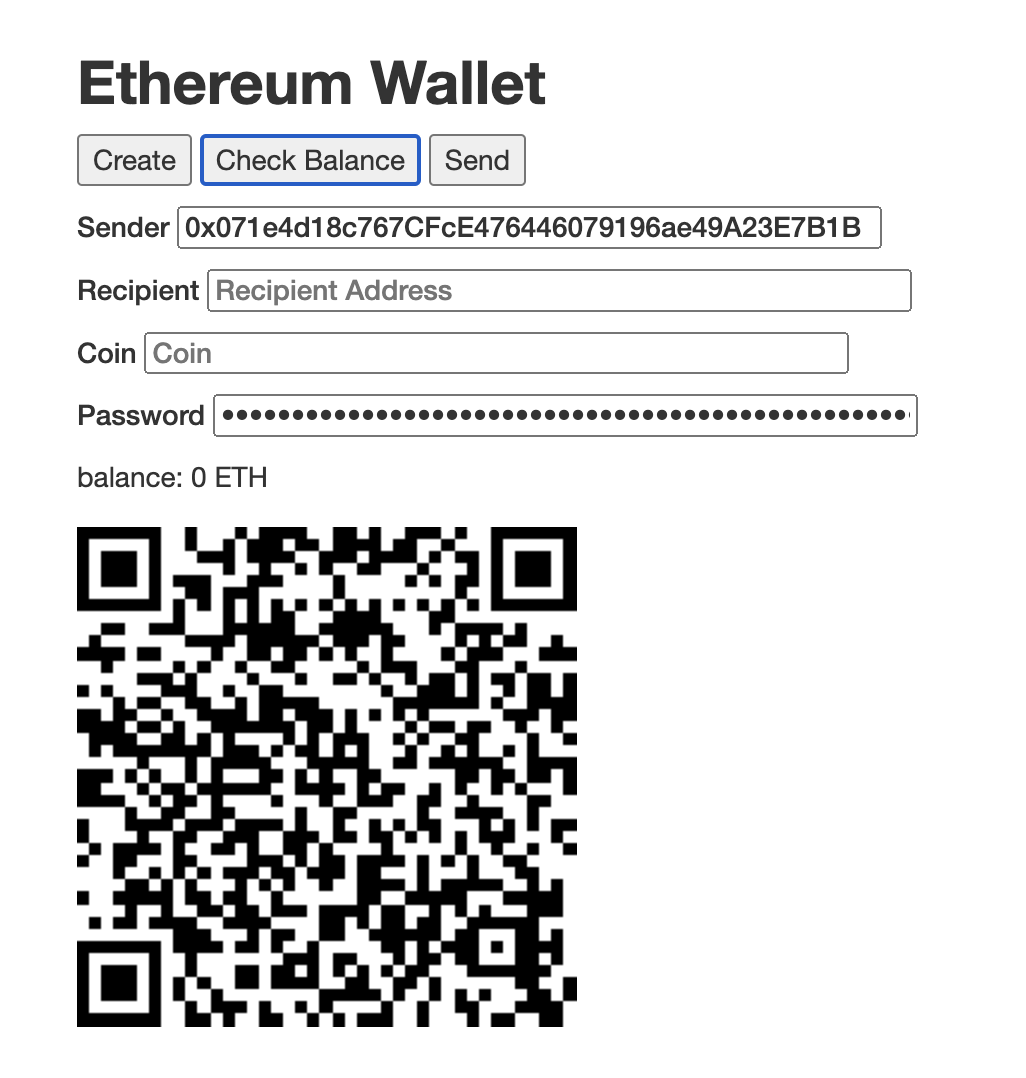 Ethereum Wallet
Create Check Balance Send
Sender 0x071e4d18c767CFcE476446079196ae49A23E7B1B
Recipient Recipient Address
Coin Coin
Password
balance: 0 ETH